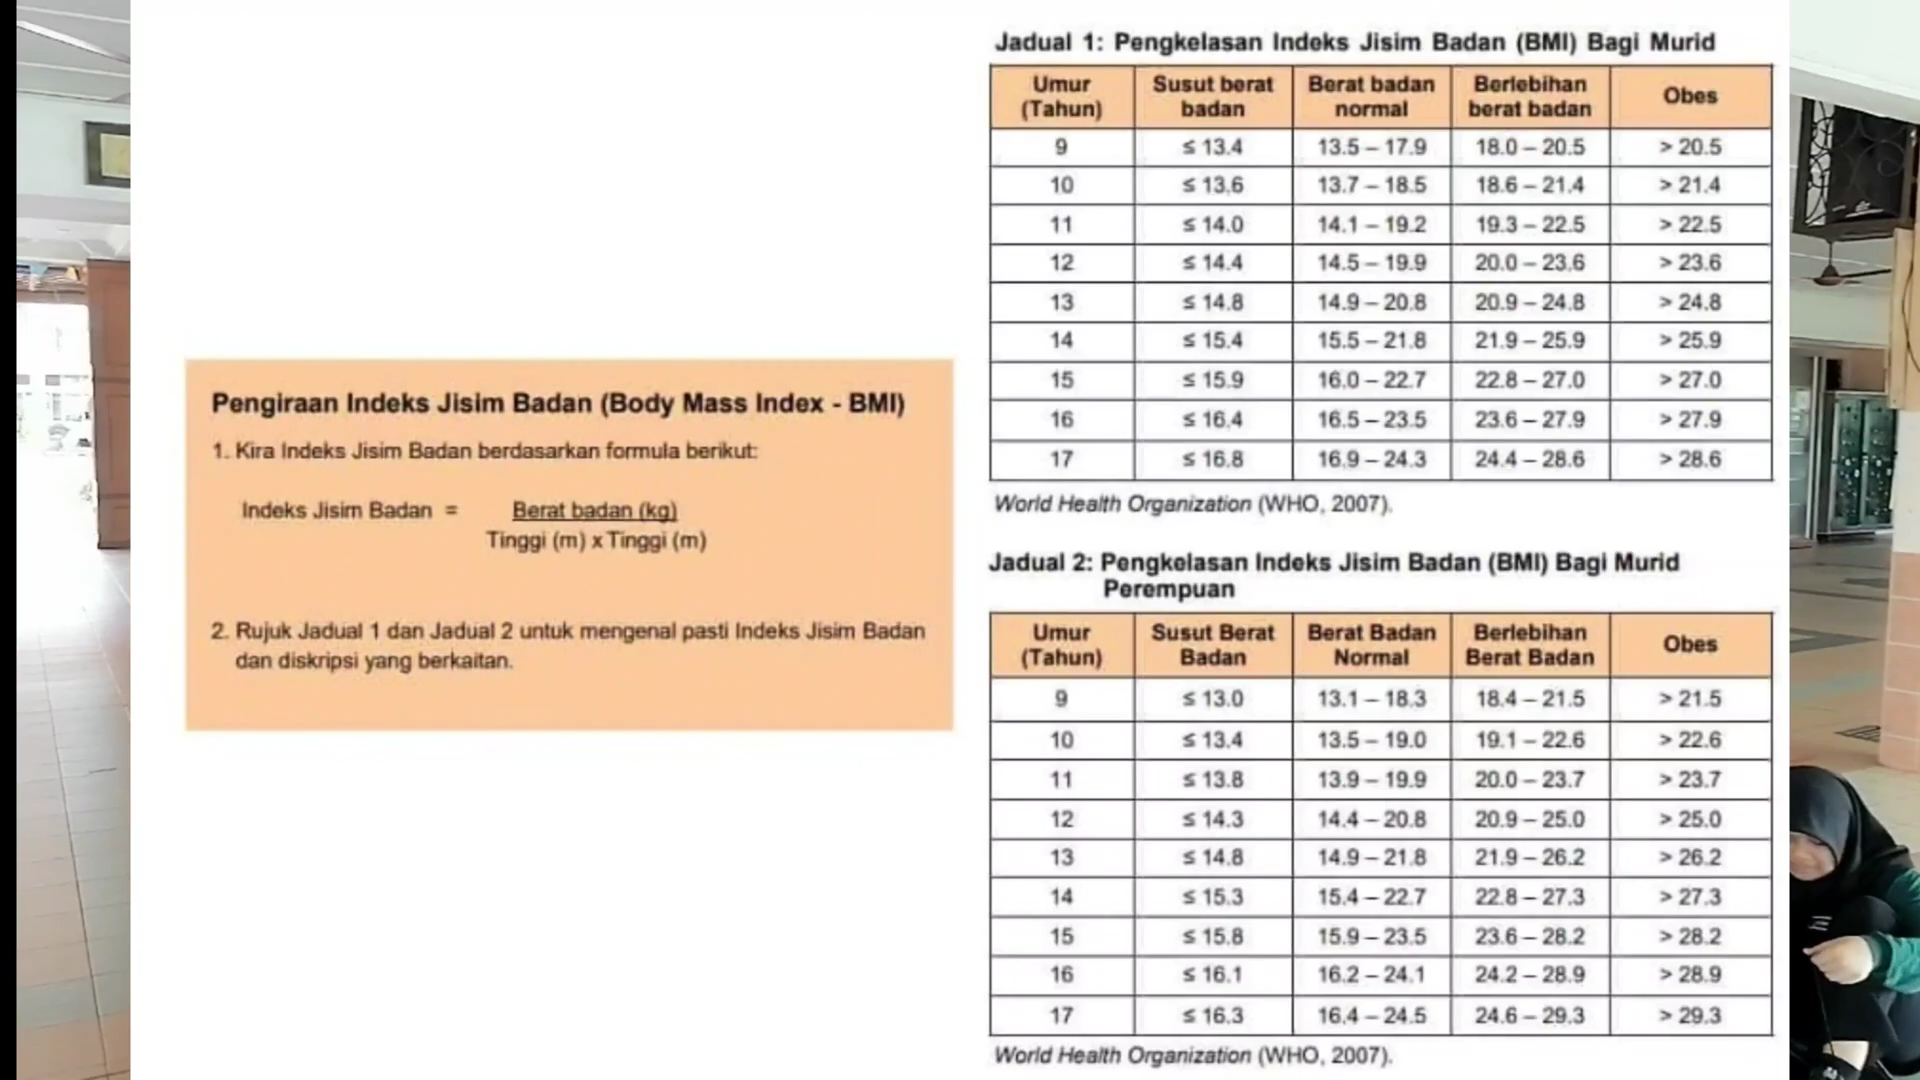 Pengiraan Indeks Jisim Badan (Body Mass Index - BMI)
1. Kira Indeks Jisim Badan berdasarkan formula berikut:
Indeks Jisim Badan = Berat badan (kg)
Tinggi (m) x Tinggi (m)
2. Rujuk Jadual 1 dan Jadual 2 untuk mengenal pasti Indeks Jisim Badan
dan diskripsi yang berkaitan.
Jadual 1: Pengkelasan Indeks Jisim Badan (BMI) Bagi Murid
Umur (Tahun) Susut berat badan Berat badan normal Berlebihan berat badan Obes
9 ≤ 13.4 13.5 – 17.9 18.0 – 20.5 > 20.5
10 ≤ 13.6 13.7 – 18.5 18.6 – 21.4 > 21.4
11 ≤ 14.0 14.1 – 19.2 19.3 – 22.5 > 22.5
12 ≤ 14.4 14.5 – 19.9 20.0 – 23.6 > 23.6
13 ≤ 14.8 14.9 – 20.8 20.9 – 24.8 > 24.8
14 ≤ 15.4 15.5 – 21.8 21.9 – 25.9 > 25.9
15 ≤ 15.9 16.0 – 22.7 22.8 – 27.0 > 27.0
16 ≤ 16.4 16.5 – 23.5 23.6 – 27.9 > 27.9
17 ≤ 16.8 16.9 – 24.3 24.4 – 28.6 > 28.6
World Health Organization (WHO, 2007).
Jadual 2: Pengkelasan Indeks Jisim Badan (BMI) Bagi Murid
Perempuan
Umur (Tahun) Susut Berat Badan Berat Badan Normal Berlebihan Berat Badan Obes
9 ≤ 13.0 13.1 – 18.3 18.4 – 21.5 > 21.5
10 ≤ 13.4 13.5 – 19.0 19.1 – 22.6 > 22.6
11 ≤ 13.8 13.9 – 19.9 20.0 – 23.7 > 23.7
12 ≤ 14.3 14.4 – 20.8 20.9 – 25.0 > 25.0
13 ≤ 14.8 14.9 – 21.8 21.9 – 26.2 > 26.2
14 ≤ 15.3 15.4 – 22.7 22.8 – 27.3 > 27.3
15 ≤ 15.8 15.9 – 23.5 23.6 – 28.2 > 28.2
16 ≤ 16.1 16.2 – 24.1 24.2 – 28.9 > 28.9
17 ≤ 16.3 16.4 – 24.5 24.6 – 29.3 > 29.3
World Health Organization (WHO, 2007).